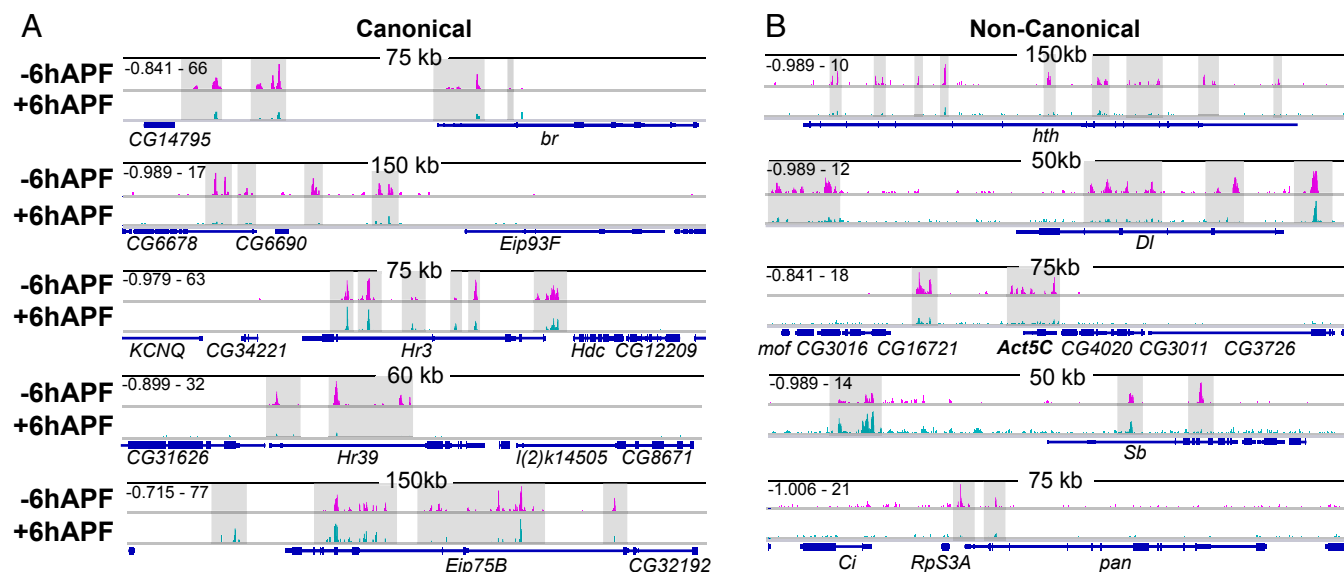 A
Canonical
75 kb
-6hAPF
-0.841 - 66
+6hAPF
CG14795
br
150 kb
-6hAPF
-0.989 - 17
+6hAPF
CG6678 CG6690 Eip93F
75 kb
-6hAPF
-0.979 - 63
+6hAPF
KCNQ CG34221 Hr3 Hdc CG12209
60 kb
-6hAPF
-0.899 - 32
+6hAPF
CG31626 Hr39 l(2)k14505 CG8671
150kb
-6hAPF
-0.715 - 77
+6hAPF
Eip75B CG32192
B
Non-Canonical
150kb
-0.989 - 10
hth
50kb
-0.989 - 12
Dl
75kb
-0.841 - 18
mof CG3016 CG16721 Act5C CG4020 CG3011 CG3726
50 kb
-0.989 - 14
Sb
75 kb
-1.006 - 21
Ci RpS3A pan